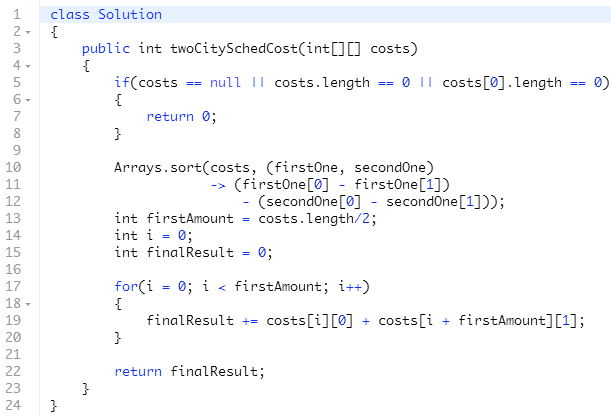 1 class Solution
2 {
3     public int twoCitySchedCost(int[][] costs)
4     {
5         if(costs == null || costs.length == 0 || costs[0].length == 0)
6         {
7             return 0;
8         }
9
10         Arrays.sort(costs, (firstOne, secondOne)
11                     -> (firstOne[0] - firstOne[1])
12                         - (secondOne[0] - secondOne[1]));
13         int firstAmount = costs.length/2;
14         int i = 0;
15         int finalResult = 0;
16
17         for(i = 0; i < firstAmount; i++)
18         {
19             finalResult += costs[i][0] + costs[i + firstAmount][1];
20         }
21
22         return finalResult;
23     }
24 }